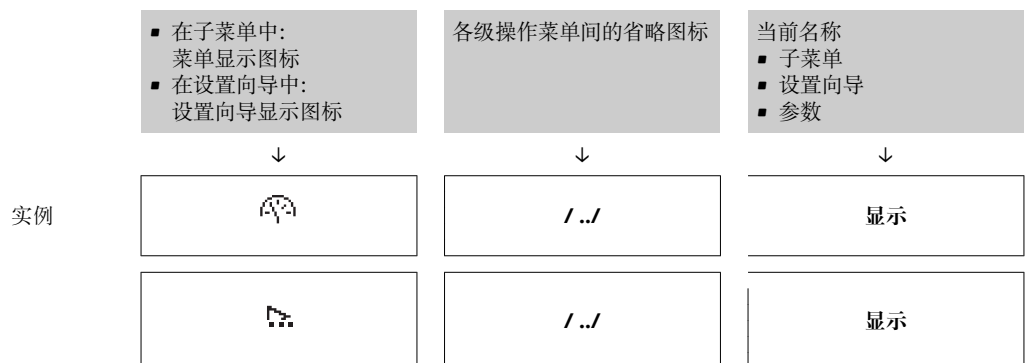 ▪ 在子菜单中:
菜单显示图标
▪ 在设置向导中:
设置向导显示图标
各级操作菜单间的省略图标
当前名称
▪ 子菜单
▪ 设置向导
▪ 参数
↓ ↓ ↓
实例
/ ../
显示
/ ../
显示